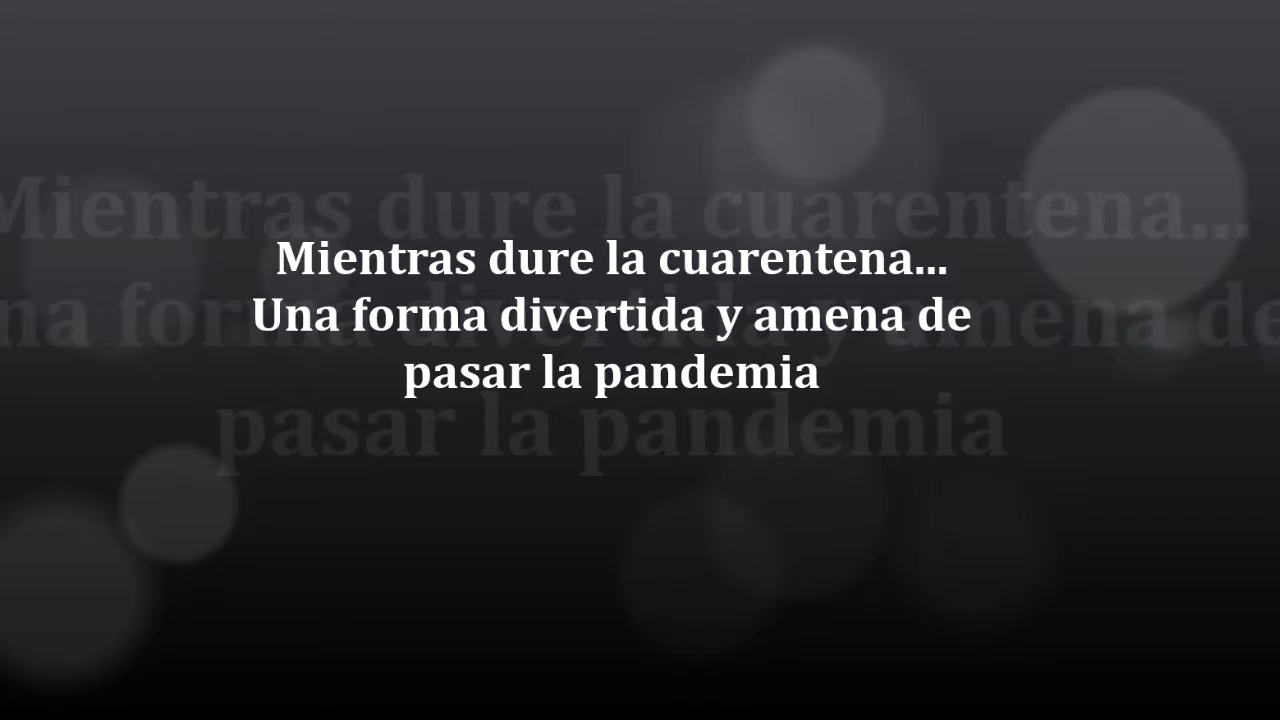 Mientras dure la cuarentena...
Una forma divertida y amena de
pasar la pandemia